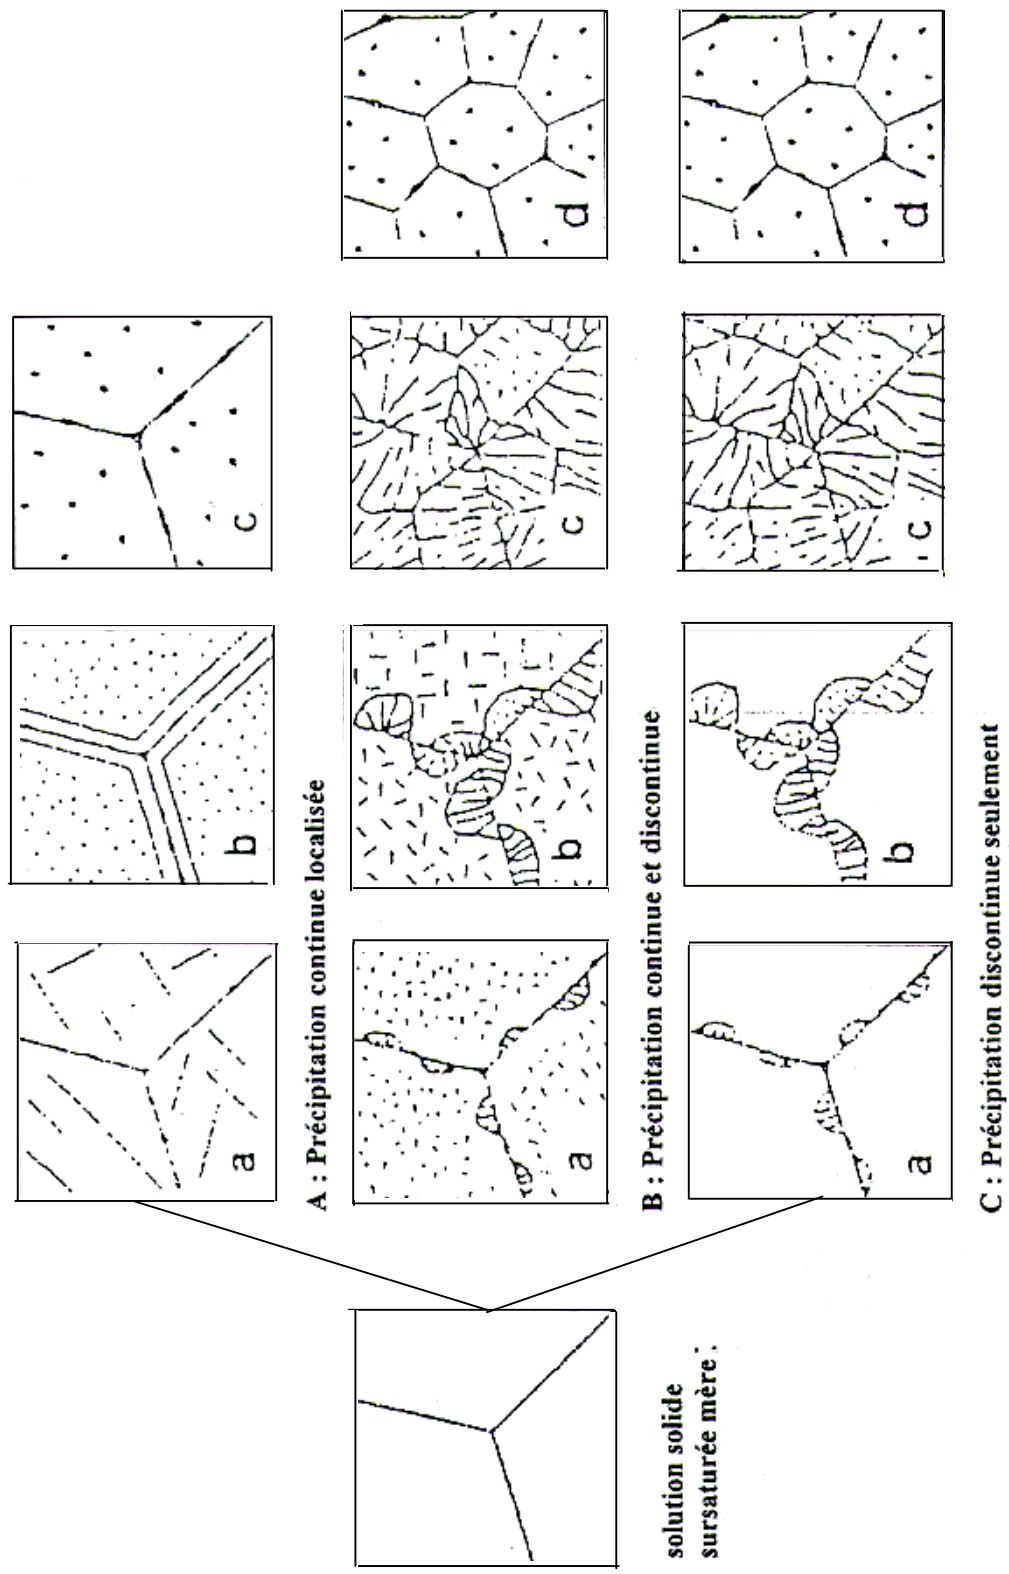 solution solide
sursaturée mère
a
b
c
A : Précipitation continue localisée
a
b
c
d
B : Précipitation continue et discontinue
a
b
c
d
C : Précipitation discontinue seulement